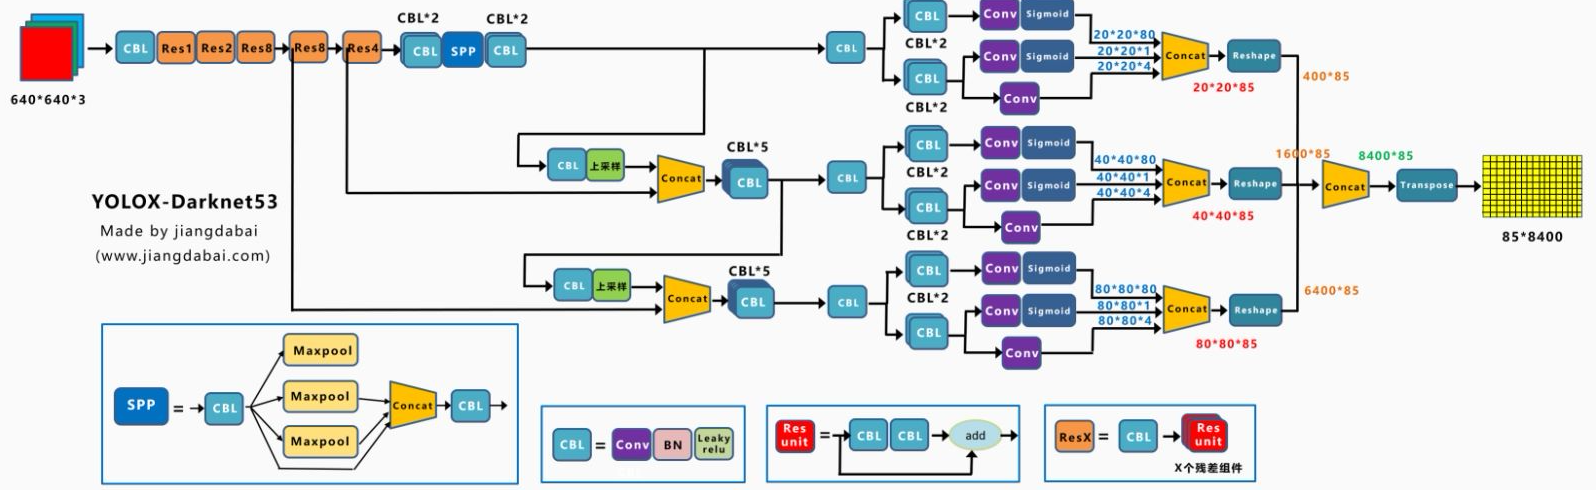 CBL*2 CBL*2
CBL Res1 Res2 Res8 Res8 Res4 CBL SPP CBL
640*640*3
CBL
CBL Conv Sigmoid
CBL*2
Conv Sigmoid
CBL
CBL*2
Conv
20*20*80
20*20*1
20*20*4
Concat Reshape
20*20*85
400*85
CBL 上采样
Concat
CBL*5
CBL
CBL
CBL Conv Sigmoid
CBL*2
Conv Sigmoid
CBL
CBL*2
Conv
40*40*80
40*40*1
40*40*4
Concat Reshape
40*40*85
1600*85
8400*85
Concat Transpose
85*8400
YOLOX-Darknet53
Made by jiangdabai
(www.jiangdabai.com)
CBL 上采样
Concat
CBL*5
CBL
CBL
CBL Conv Sigmoid
CBL*2
Conv Sigmoid
CBL
Conv
80*80*80
80*80*1
80*80*4
Concat Reshape
80*80*85
6400*85
SPP = CBL
Maxpool
Maxpool
Maxpool
Concat CBL
CBL = Conv BN Leaky
relu
Res
unit
= CBL CBL add
ResX = CBL Res
unit
X个残差组件